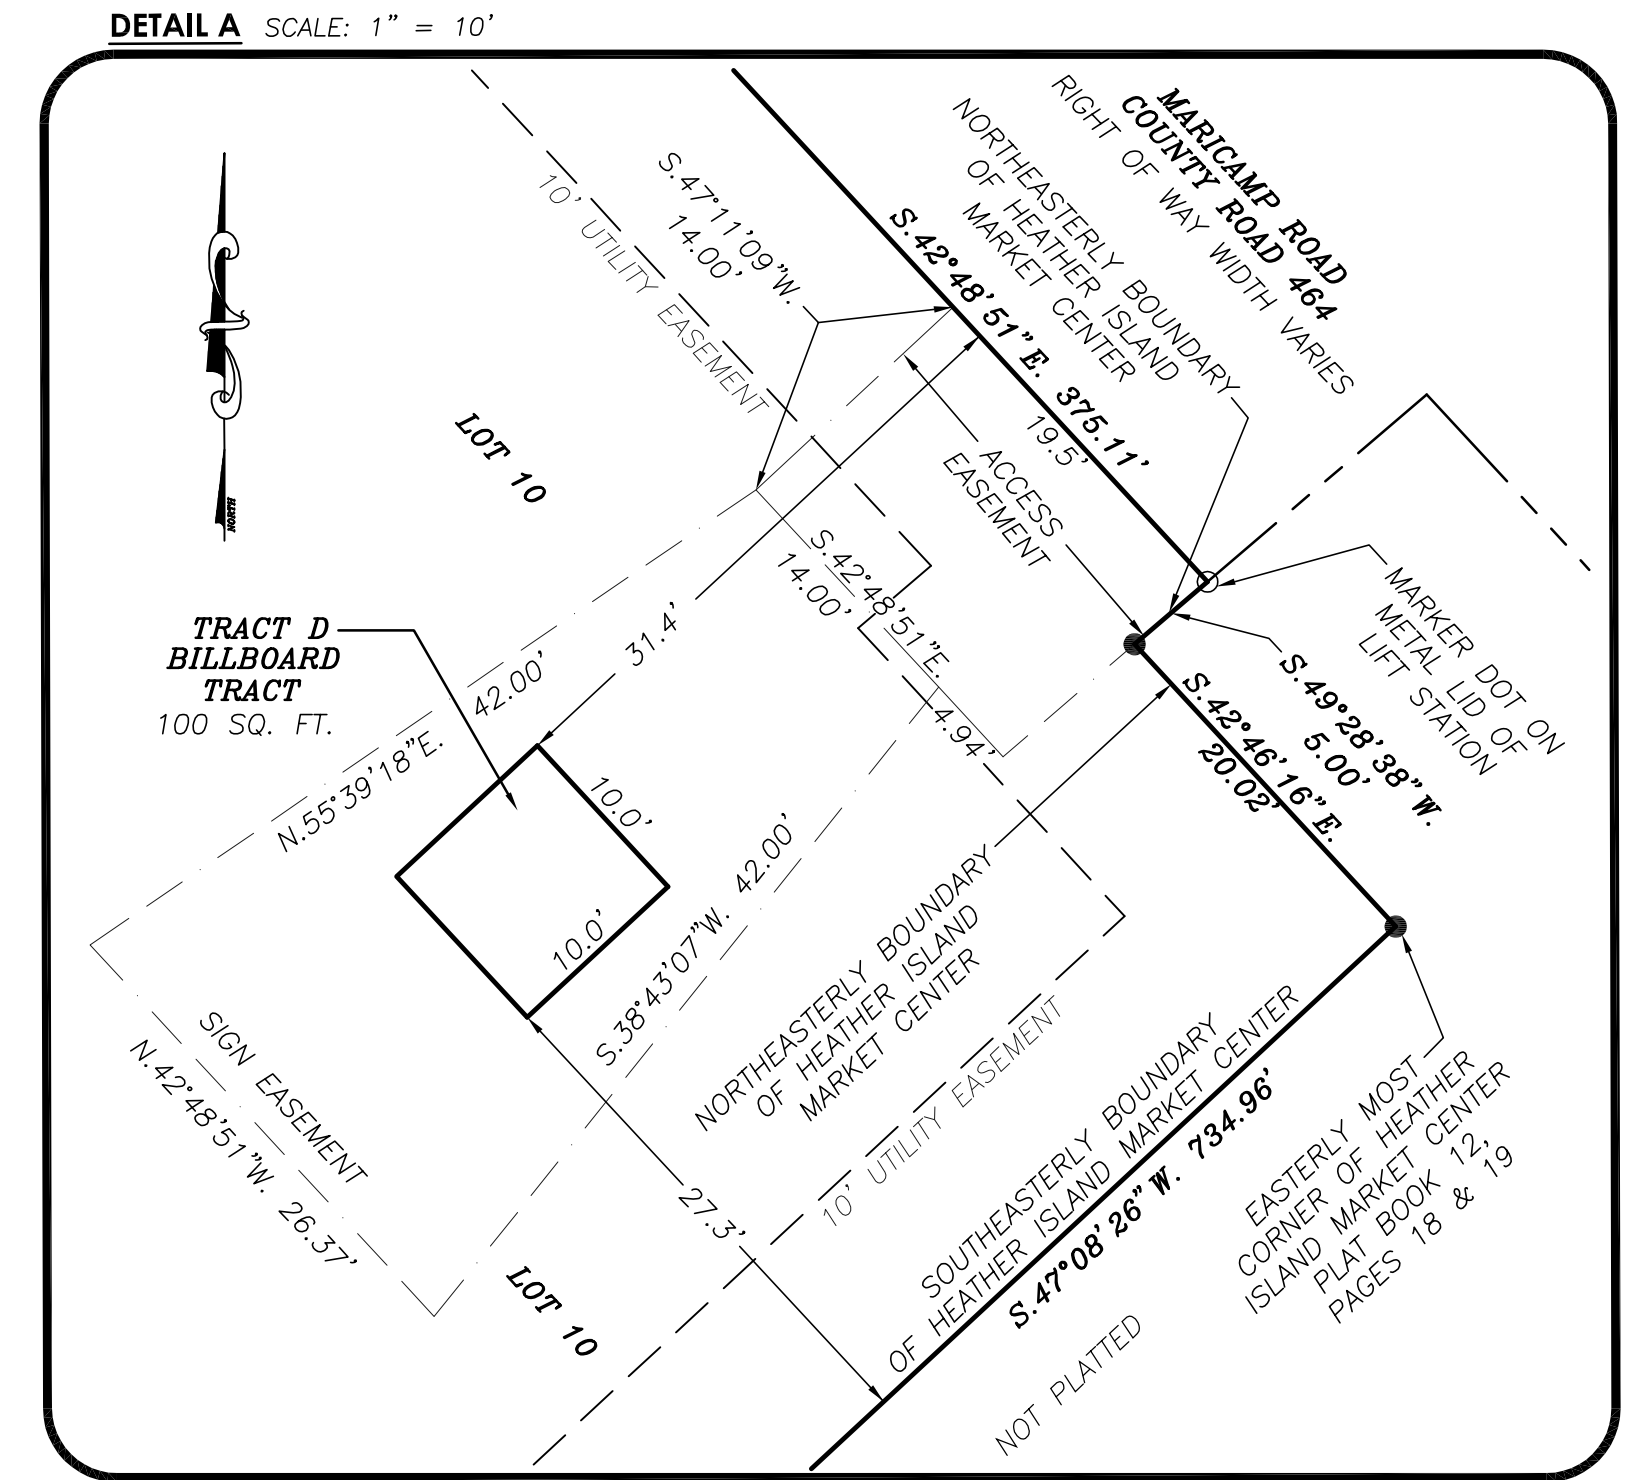 DETAIL A SCALE: 1" = 10'
MARICAMP ROAD
COUNTY ROAD 464
RIGHT OF WAY WIDTH VARIES
NORTHEASTERLY BOUNDARY
OF HEATHER ISLAND
MARKET CENTER
S.47°11'09"W.
14.00'
10' UTILITY EASEMENT
S.42°48'51"E. 375.11'
19.5'
NORTH
LOT 10
ACCESS
EASEMENT
S.42°48'51"E.
14.00'
MARKER DOT ON
METAL LID OF
LIFT STATION
TRACT D
BILLBOARD
TRACT
100 SQ. FT.
31.4'
N.55°39'18"E. 42.00'
4.94'
S.49°28'38"W.
5.00'
S.42°46'16"E.
20.02'
10.0'
10.0'
S.38°43'07"W. 42.00'
NORTHEASTERLY BOUNDARY
OF HEATHER ISLAND
MARKET CENTER
SIGN EASEMENT
N.42°48'51"W. 26.37'
10' UTILITY EASEMENT
27.3'
SOUTHEASTERLY BOUNDARY
OF HEATHER ISLAND MARKET CENTER
S.47°08'26"W. 734.96'
EASTERLY MOST
CORNER OF HEATHER
ISLAND MARKET CENTER
PLAT BOOK 12,
PAGES 18 & 19
LOT 10
NOT PLATTED